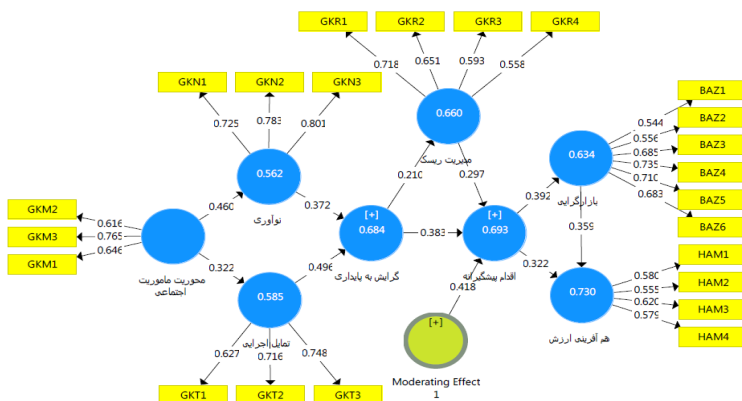 GKR1 GKR2 GKR3 GKR4
0.718 0.651 0.593 0.558
GKN1 GKN2 GKN3
0.725 0.783 0.801
0.660
مدیریت ریسک
BAZ1
BAZ2
BAZ3
BAZ4
BAZ5
BAZ6
0.544
0.556
0.685
0.735
0.710
0.683
0.634
بازارگرایی
0.562
نوآوری
0.210
0.297
0.392
0.359
GKM2
GKM3
GKM1
0.616
0.765
0.646
محوریت ماموریت
اجتماعی
0.460
0.322
0.372
0.496
[+]
0.684
گرایش به پایداری
0.383
[+]
0.693
اقدام پیشگیرانه
0.322
0.418
0.585
تمایل اجرایی
0.627 0.716 0.748
GKT1 GKT2 GKT3
[+]
Moderating Effect
1
0.730
هم آفرینی ارزش
0.580
0.555
0.620
0.579
HAM1
HAM2
HAM3
HAM4